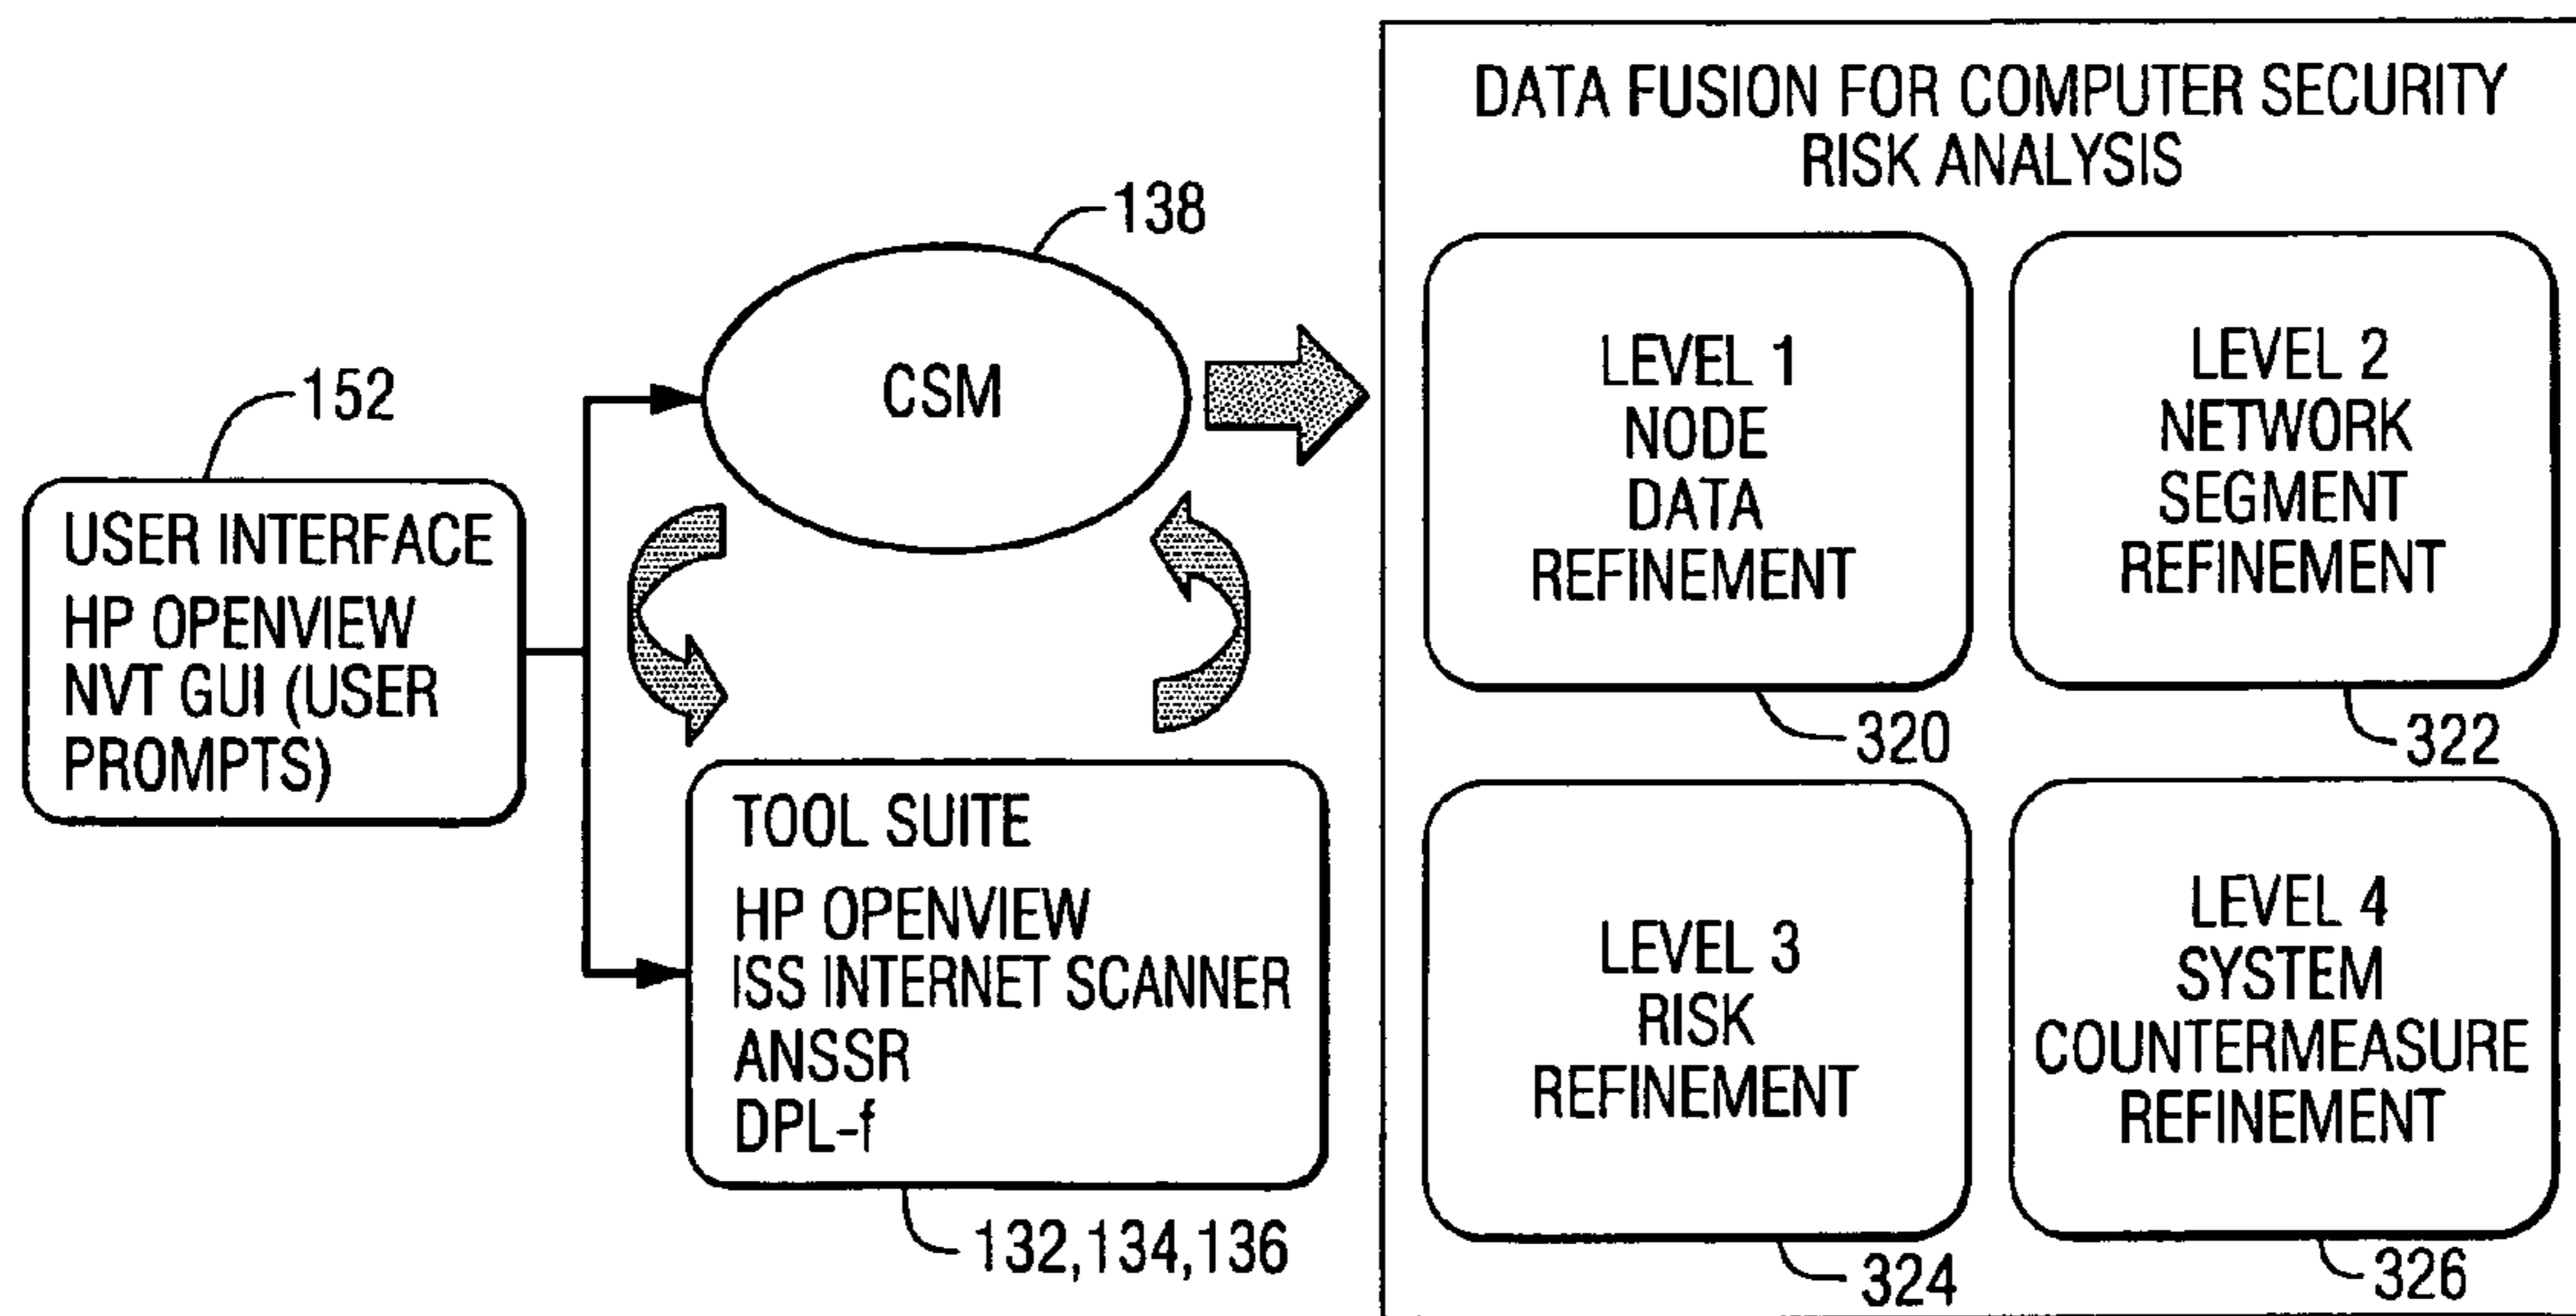 DATA FUSION FOR COMPUTER SECURITY
RISK ANALYSIS
138
CSM
152
USER INTERFACE
HP OPENVIEW
NVT GUI (USER
PROMPTS)
TOOL SUITE
HP OPENVIEW
ISS INTERNET SCANNER
ANSSR
DPL-f
132,134,136
LEVEL 1
NODE
DATA
REFINEMENT
320
LEVEL 2
NETWORK
SEGMENT
REFINEMENT
322
LEVEL 3
RISK
REFINEMENT
324
LEVEL 4
SYSTEM
COUNTERMEASURE
REFINEMENT
326